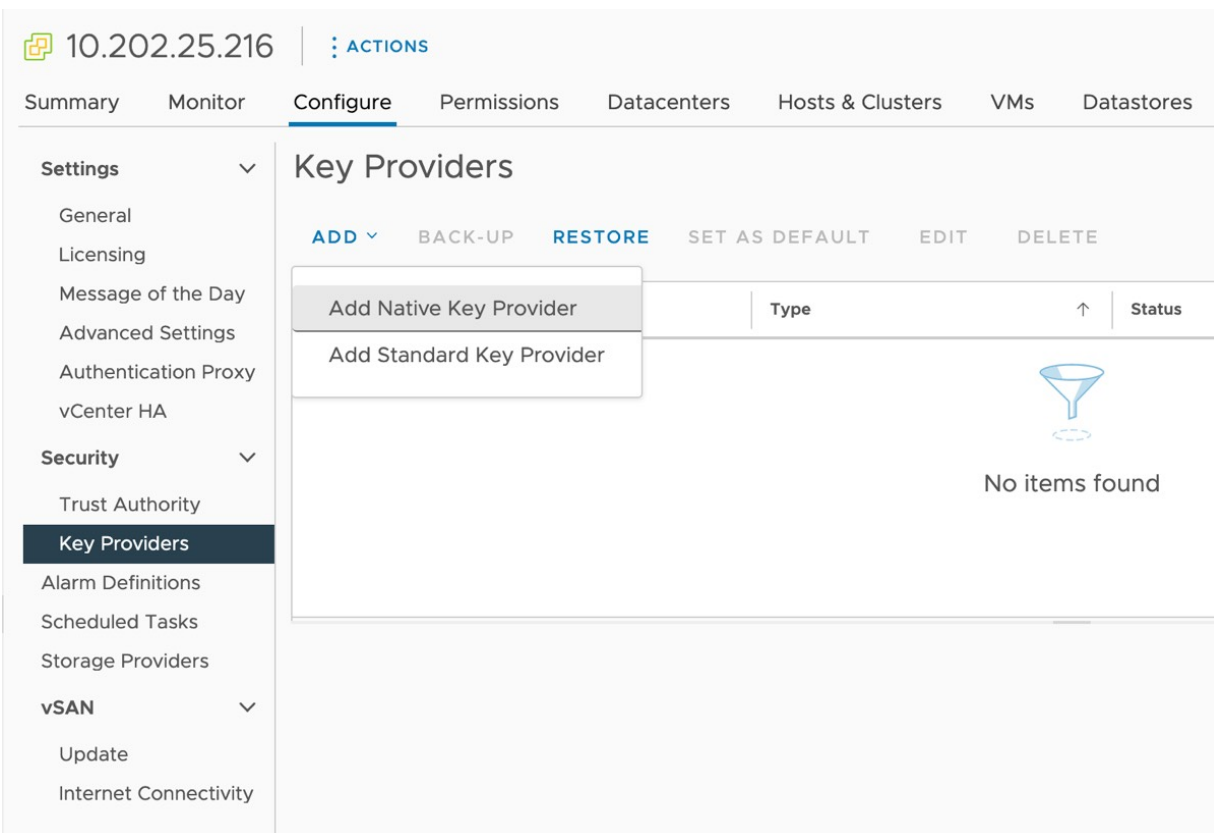 10.202.25.216 ACTIONS
Summary Monitor Configure Permissions Datacenters Hosts & Clusters VMs Datastores
Settings
General
Licensing
Message of the Day
Advanced Settings
Authentication Proxy
vCenter HA
Security
Trust Authority
Key Providers
Alarm Definitions
Scheduled Tasks
Storage Providers
vSAN
Update
Internet Connectivity
Key Providers
ADD BACK-UP RESTORE SET AS DEFAULT EDIT DELETE
Add Native Key Provider
Add Standard Key Provider
Type Status
No items found